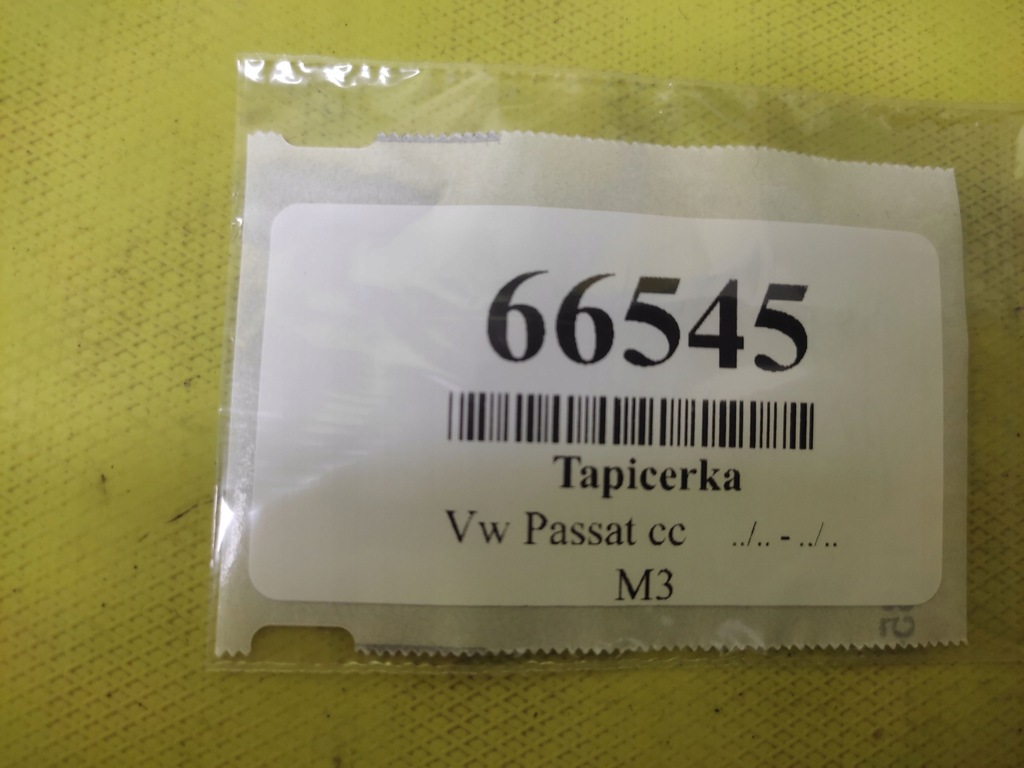 66545
Tapicerka
Vw Passat cc ../.. - ../..
M3